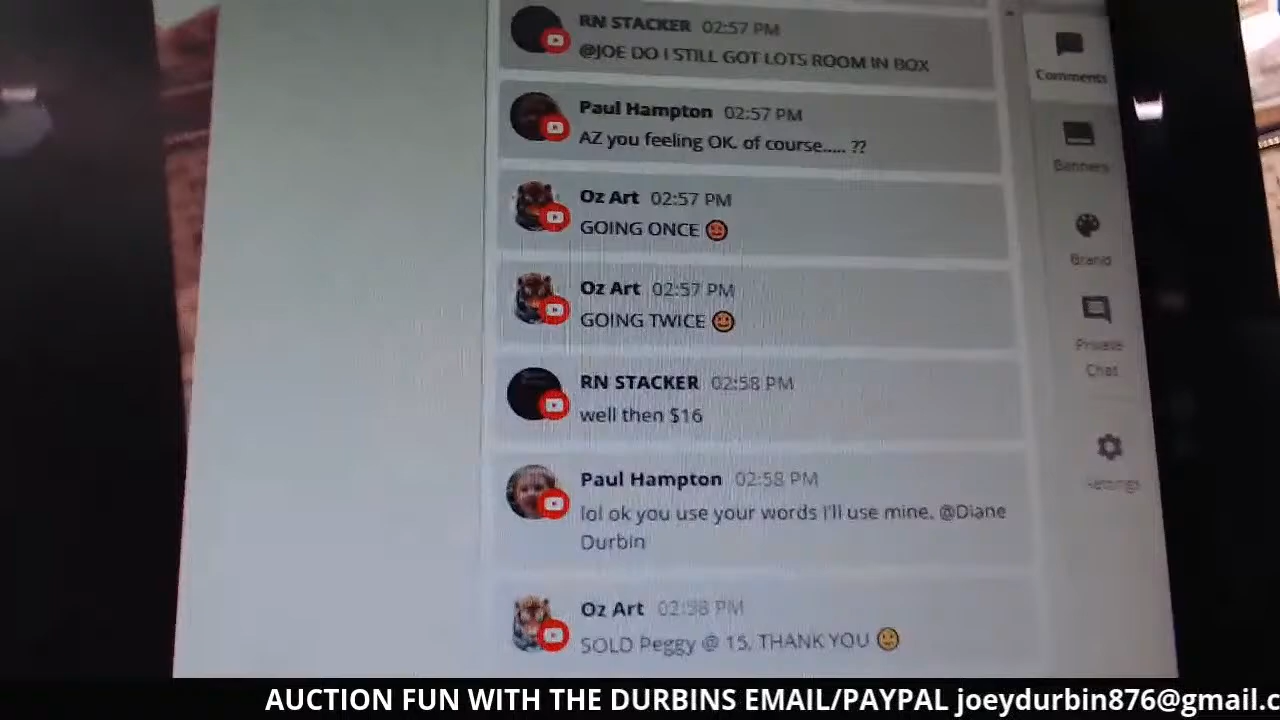 RN STACKER 02:57 PM
@JOE DO I STILL GOT LOTS ROOM IN BOX
Paul Hampton 02:57 PM
AZ you feeling OK. of course..... ??
Oz Art 02:57 PM
GOING ONCE
Oz Art 02:57 PM
GOING TWICE
RN STACKER 02:58 PM
well then $16
Paul Hampton 02:58 PM
lol ok you use your words I'll use mine. @Diane
Durbin
Oz Art 02:58 PM
SOLD Peggy @ 15, THANK YOU
Comments
Banners
Brand
Private
Chat
Settings
AUCTION FUN WITH THE DURBINS EMAIL/PAYPAL joeydurbin876@gmail.c